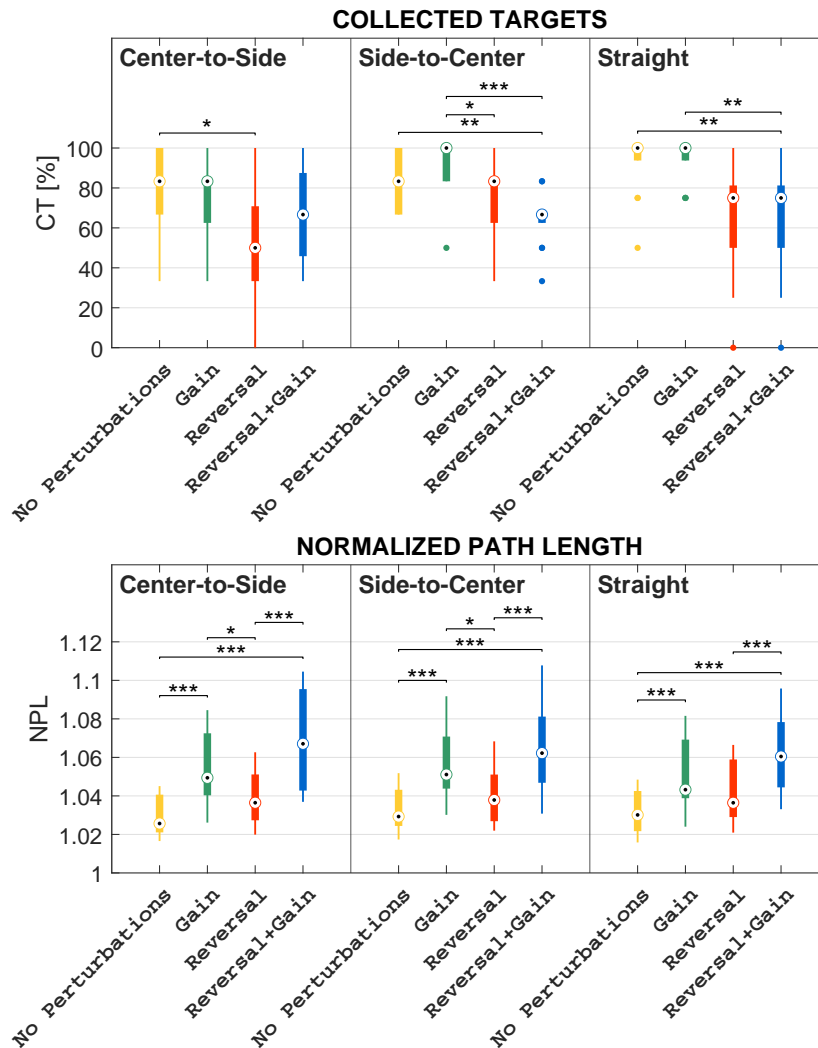 COLLECTED TARGETS
Center-to-Side Side-to-Center Straight
* *** * ** ** **
CT [%]
100
80
60
40
20
0
No Perturbations Gain Reversal Reversal+Gain No Perturbations Gain Reversal Reversal+Gain No Perturbations Gain Reversal Reversal+Gain
NORMALIZED PATH LENGTH
Center-to-Side Side-to-Center Straight
*** *** * *** *** *** * *** *** *** ***
NPL
1.12
1.1
1.08
1.06
1.04
1.02
1
No Perturbations Gain Reversal Reversal+Gain No Perturbations Gain Reversal Reversal+Gain No Perturbations Gain Reversal Reversal+Gain